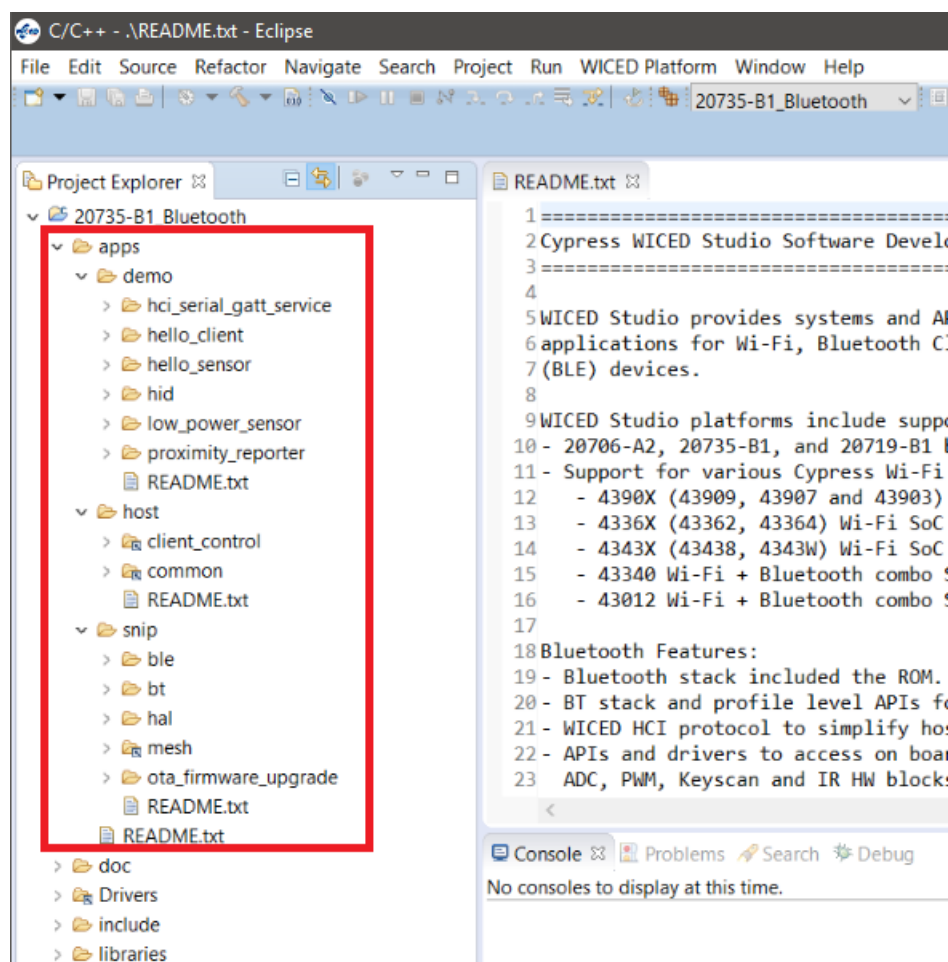 C/C++ - .\README.txt - Eclipse
File Edit Source Refactor Navigate Search Project Run WICED Platform Window Help
20735-B1_Bluetooth
Project Explorer
20735-B1_Bluetooth
apps
demo
hci_serial_gatt_service
hello_client
hello_sensor
hid
low_power_sensor
proximity_reporter
README.txt
host
client_control
common
README.txt
snip
ble
bt
hal
mesh
ota_firmware_upgrade
README.txt
README.txt
doc
Drivers
include
libraries
README.txt
1 =====================================
2 Cypress WICED Studio Software Develo
3 =====================================
4
5 WICED Studio provides systems and AP
6 applications for Wi-Fi, Bluetooth Cl
7 (BLE) devices.
8
9 WICED Studio platforms include suppo
10 - 20706-A2, 20735-B1, and 20719-B1 B
11 - Support for various Cypress Wi-Fi
12 - 4390X (43909, 43907 and 43903)
13 - 4336X (43362, 43364) Wi-Fi SoC
14 - 4343X (43438, 4343W) Wi-Fi SoC
15 - 43340 Wi-Fi + Bluetooth combo S
16 - 43012 Wi-Fi + Bluetooth combo S
17
18 Bluetooth Features:
19 - Bluetooth stack included the ROM.
20 - BT stack and profile level APIs fo
21 - WICED HCI protocol to simplify hos
22 - APIs and drivers to access on boar
23 ADC, PWM, Keyscan and IR HW blocks
Console Problems Search Debug
No consoles to display at this time.